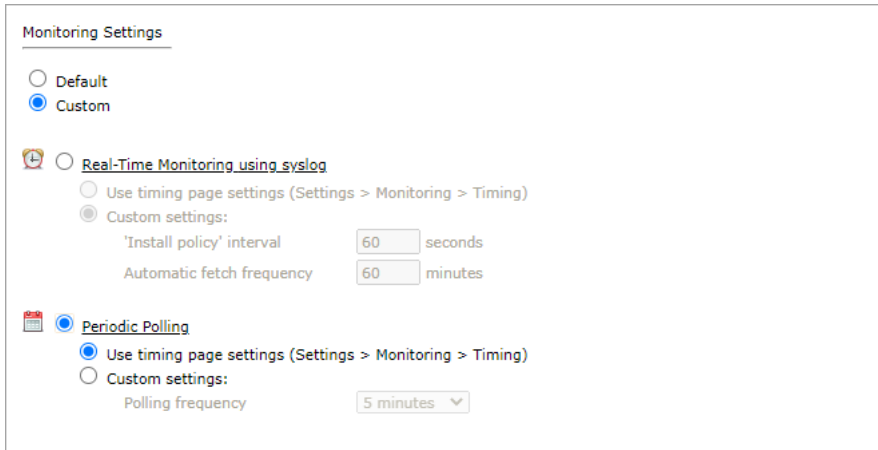 Monitoring Settings
Default
Custom
Real-Time Monitoring using syslog
Use timing page settings (Settings > Monitoring > Timing)
Custom settings:
'Install policy' interval 60 seconds
Automatic fetch frequency 60 minutes
Periodic Polling
Use timing page settings (Settings > Monitoring > Timing)
Custom settings:
Polling frequency 5 minutes